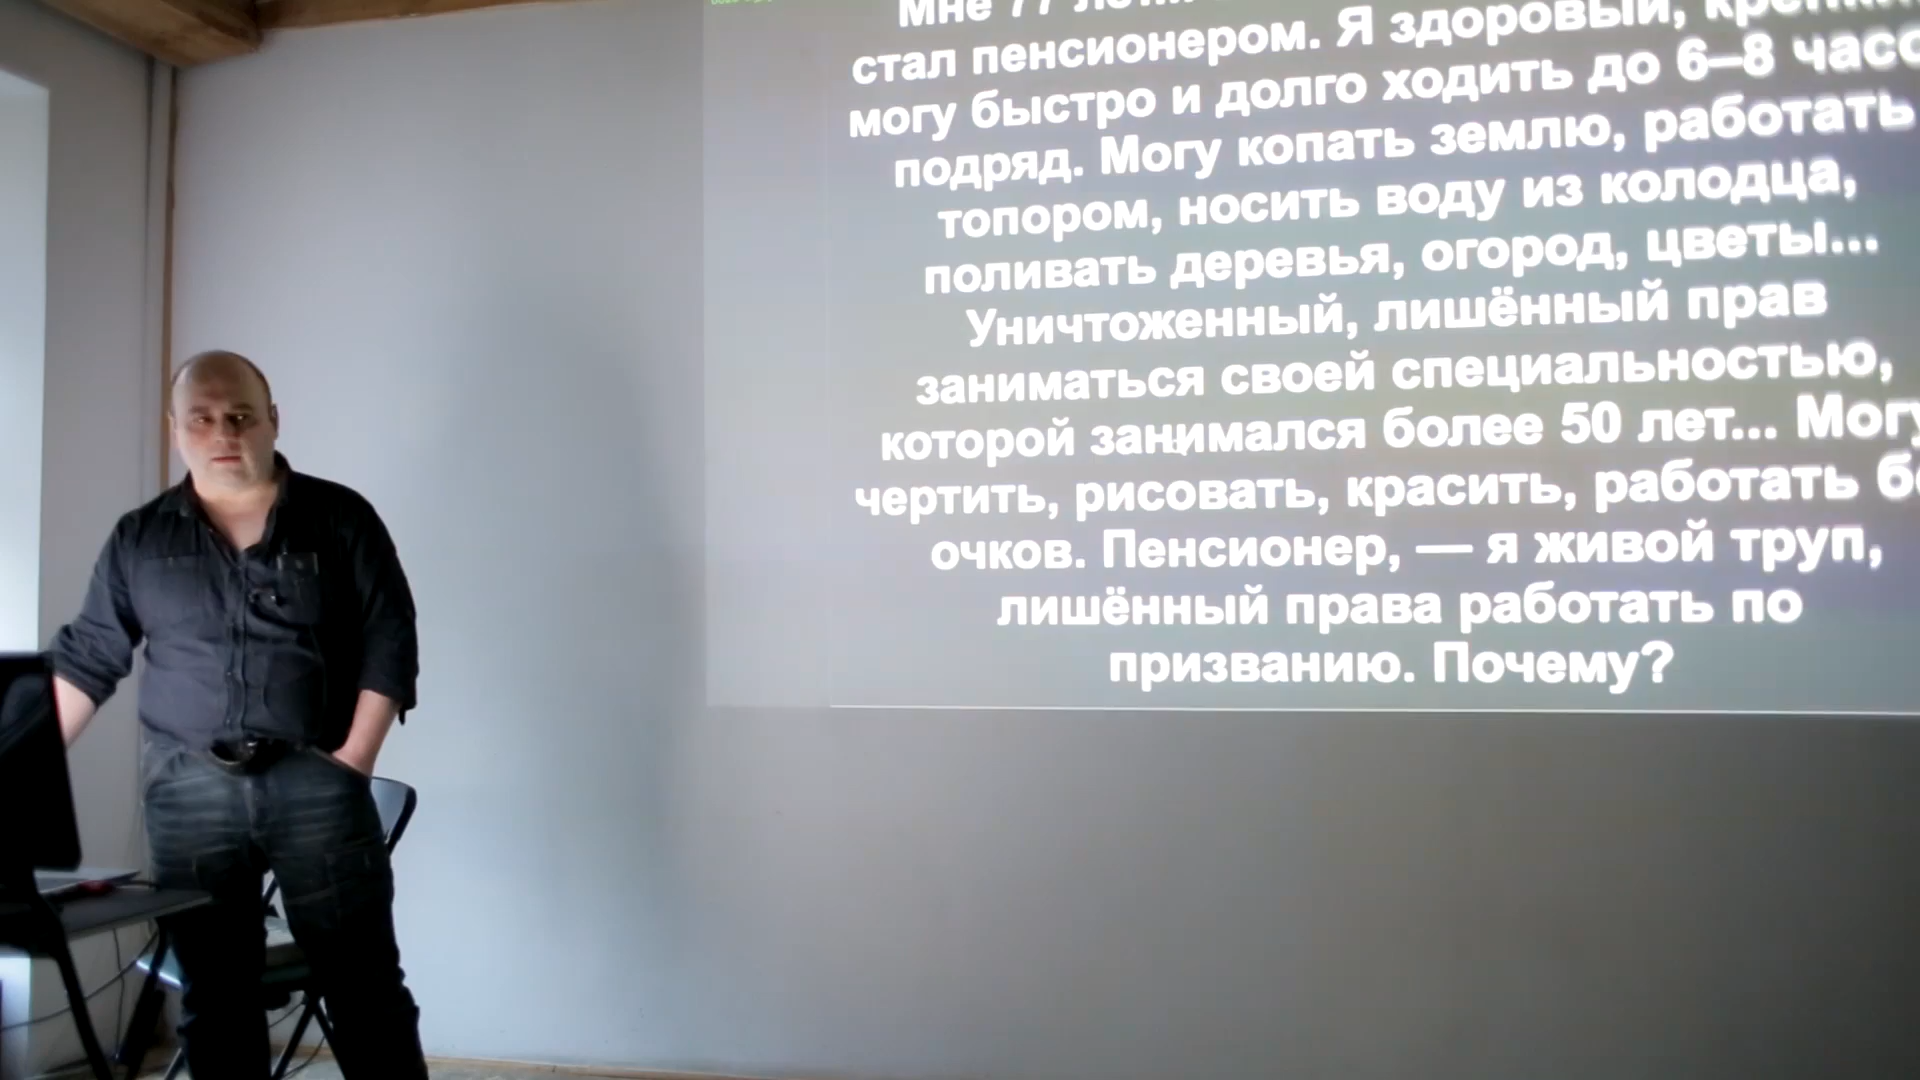 Мне 77
стал пенсионером. Я здоровый,
могу быстро и долго ходить до 6–8
подряд. Могу копать землю, работать
топором, носить воду из колодца,
поливать деревья, огород, цветы...
Уничтоженный, лишённый прав
заниматься своей специальностью,
которой занимался более 50 лет... Могу
чертить, рисовать, красить, работать
очков. Пенсионер, — я живой труп,
лишённый права работать по
призванию. Почему?